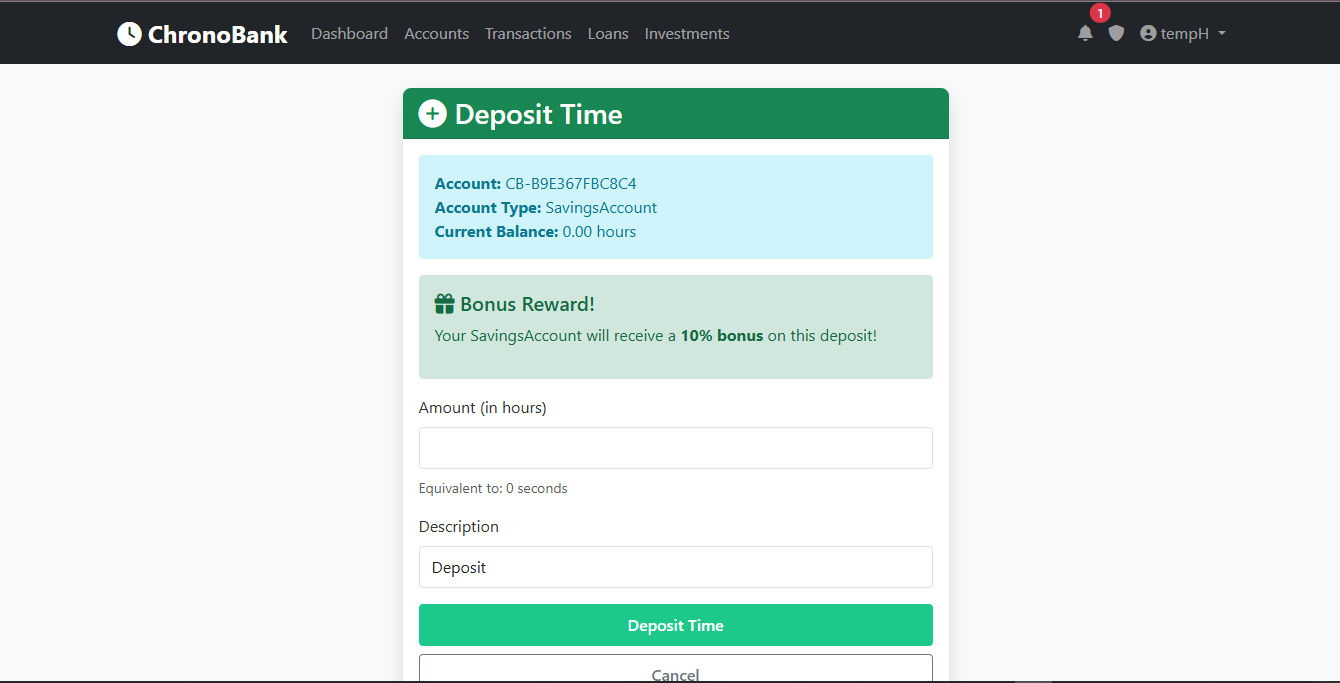 ChronoBank Dashboard Accounts Transactions Loans Investments 1 tempH
Deposit Time
Account: CB-B9E367FBC8C4
Account Type: SavingsAccount
Current Balance: 0.00 hours
Bonus Reward!
Your SavingsAccount will receive a 10% bonus on this deposit!
Amount (in hours)
Equivalent to: 0 seconds
Description
Deposit
Deposit Time
Cancel